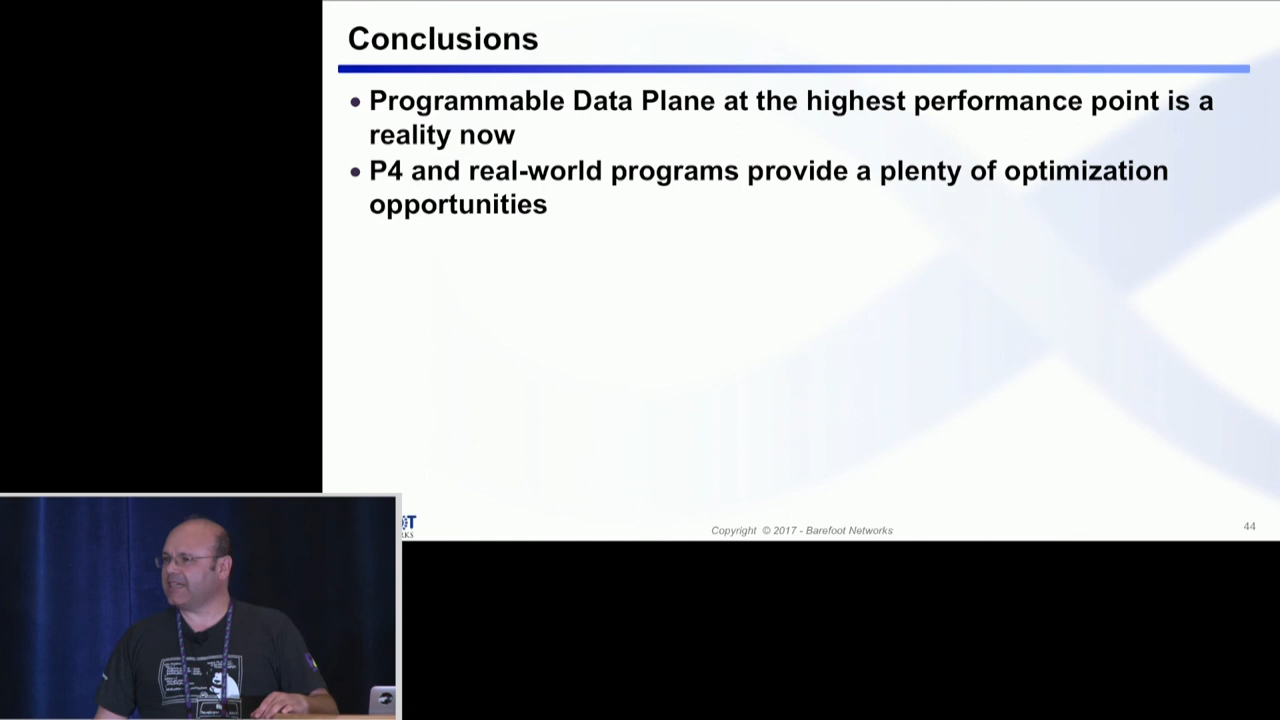 Conclusions
• Programmable Data Plane at the highest performance point is a
reality now
• P4 and real-world programs provide a plenty of optimization
opportunities
Copyright © 2017 - Barefoot Networks
44